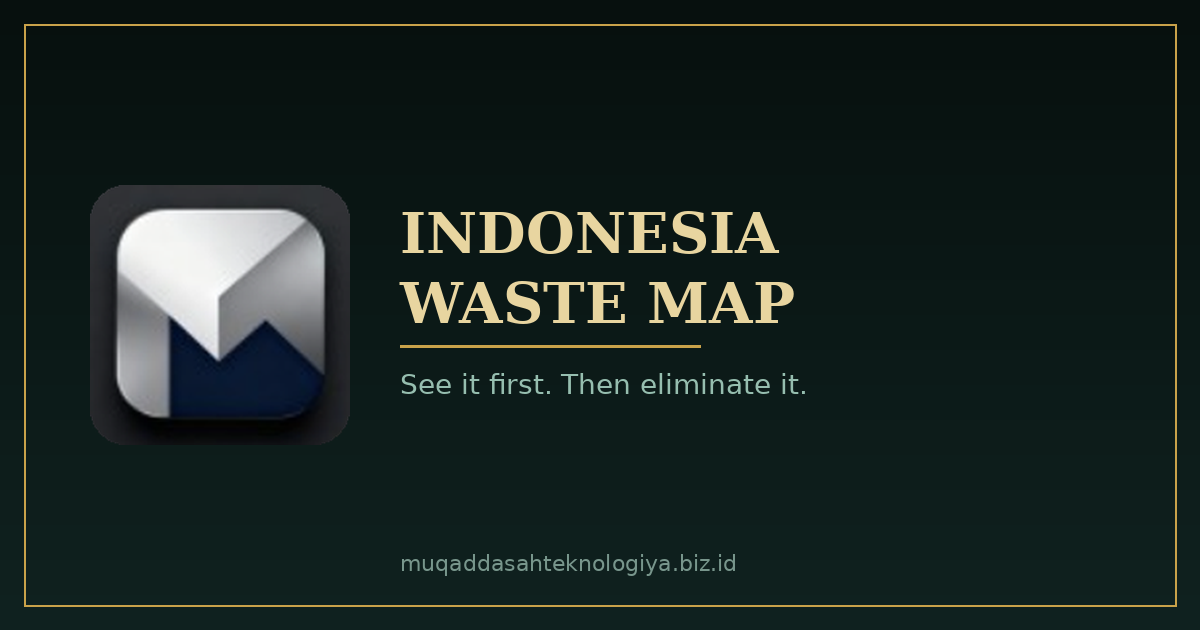 INDONESIA
WASTE MAP
See it first. Then eliminate it.
muqaddasahteknologiya.biz.id